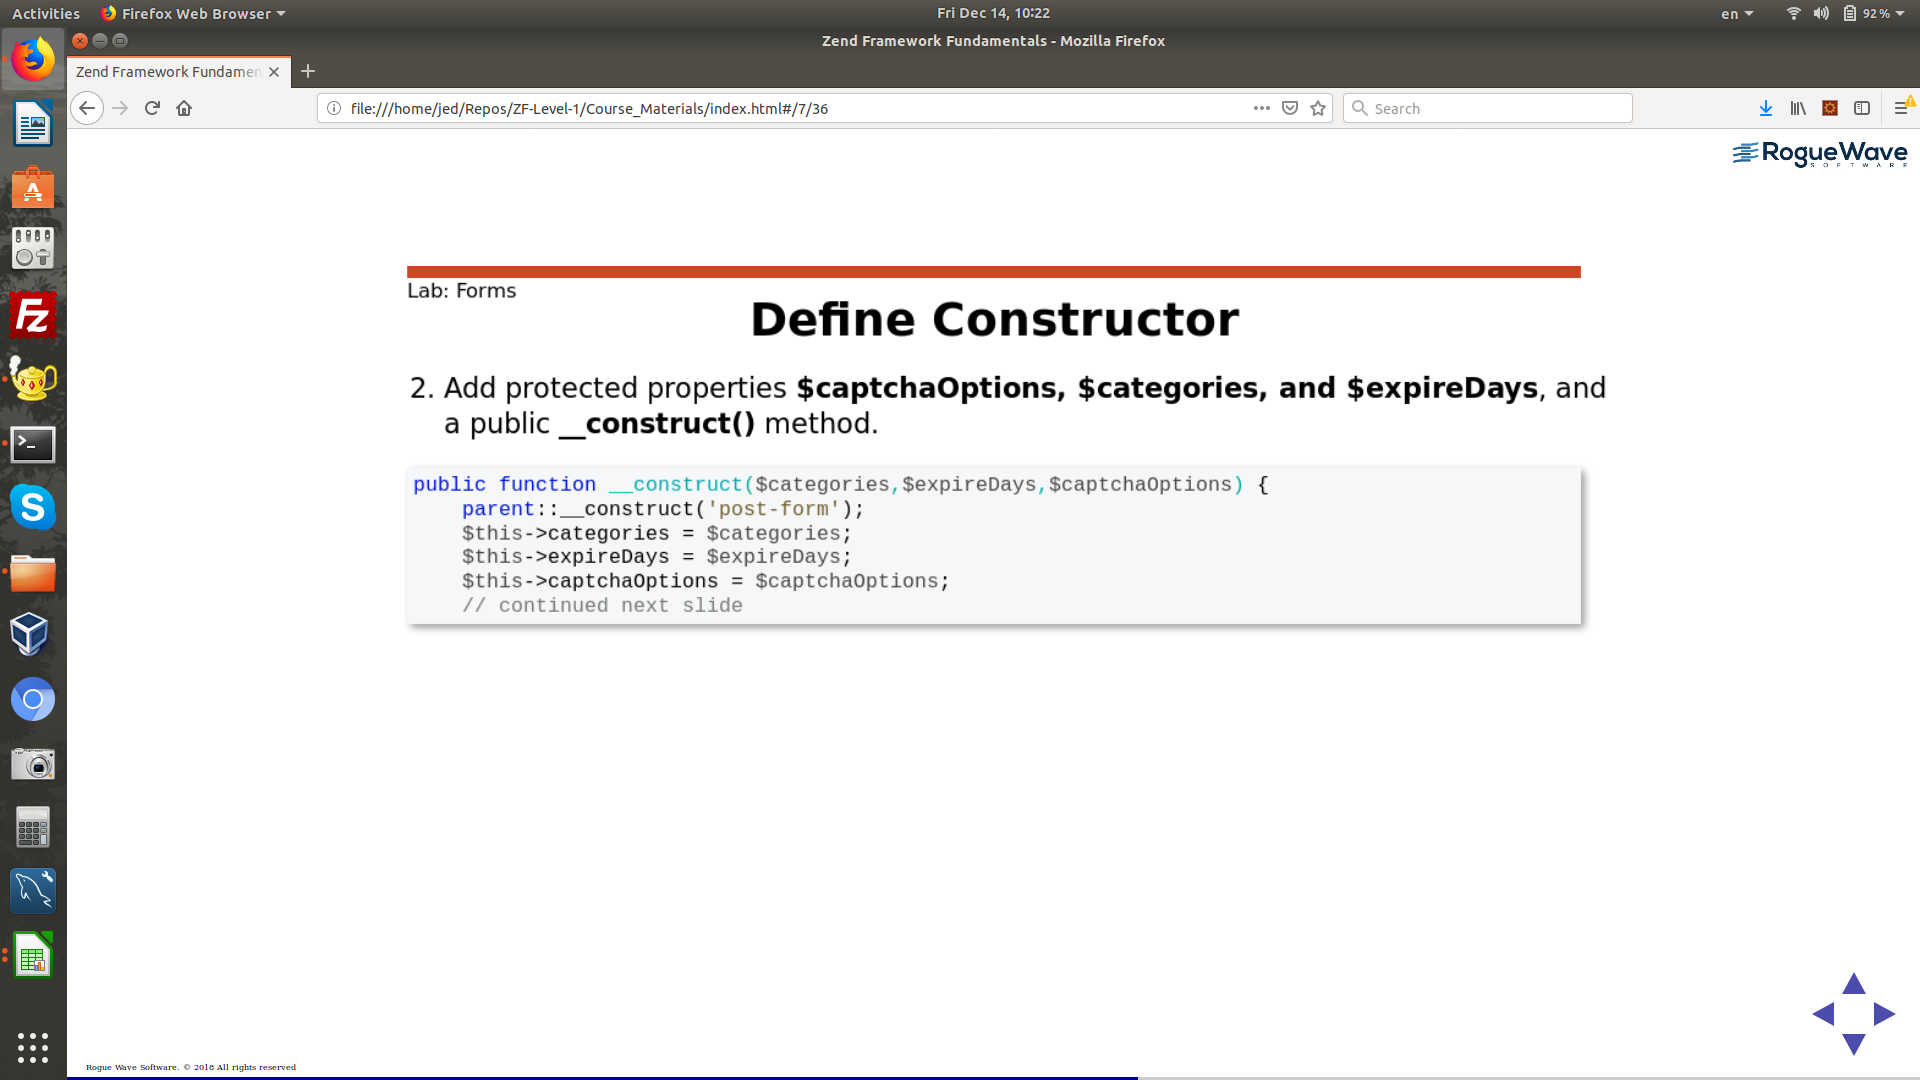 Activities
Firefox Web Browser
Fri Dec 14, 10:22
en
92 %
Zend Framework Fundamentals - Mozilla Firefox
Zend Framework Fundamen
file:///home/jed/Repos/ZF-Level-1/Course_Materials/index.html#/7/36
Search
RogueWave
SOFTWARE
Lab: Forms
Define Constructor
2. Add protected properties $captchaOptions, $categories, and $expireDays, and
a public __construct() method.
public function __construct($categories,$expireDays,$captchaOptions) {
    parent::__construct('post-form');
    $this->categories = $categories;
    $this->expireDays = $expireDays;
    $this->captchaOptions = $captchaOptions;
    // continued next slide
Rogue Wave Software. © 2018 All rights reserved